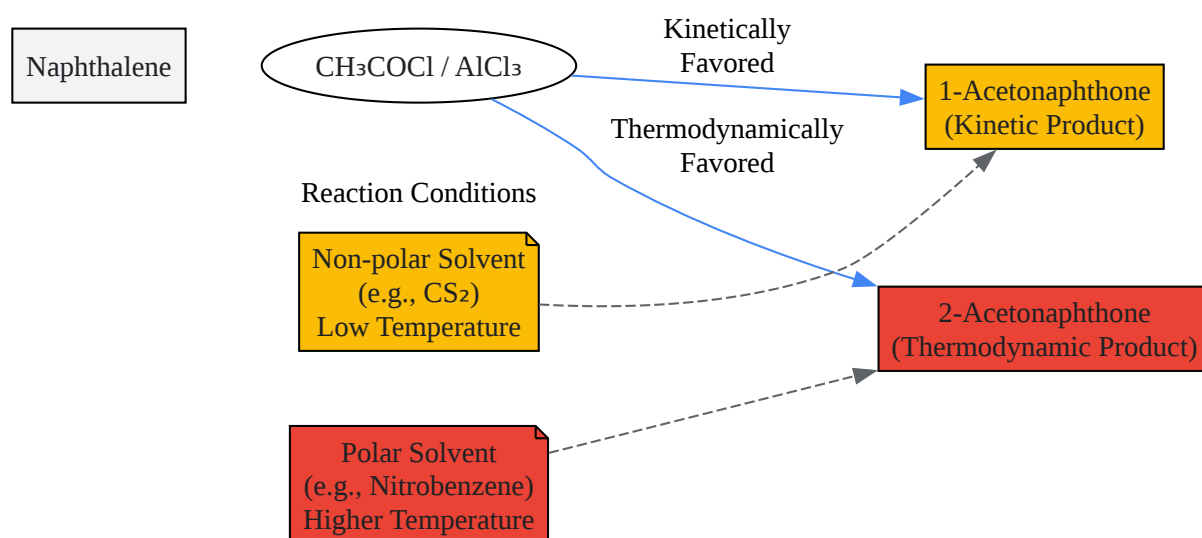 Naphthalene
CH₃COCl / AlCl₃
Kinetically
Favored
1-Acetonaphthone
(Kinetic Product)
Thermodynamically
Favored
Reaction Conditions
Non-polar Solvent
(e.g., CS₂)
Low Temperature
2-Acetonaphthone
(Thermodynamic Product)
Polar Solvent
(e.g., Nitrobenzene)
Higher Temperature